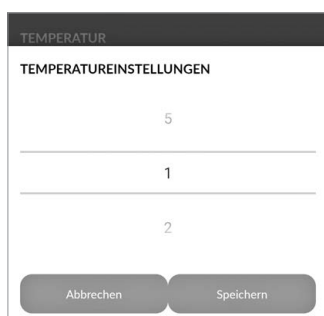 TEMPERATUR
TEMPERATUREINSTELLUNGEN
5
1
2
Abbrechen Speichern